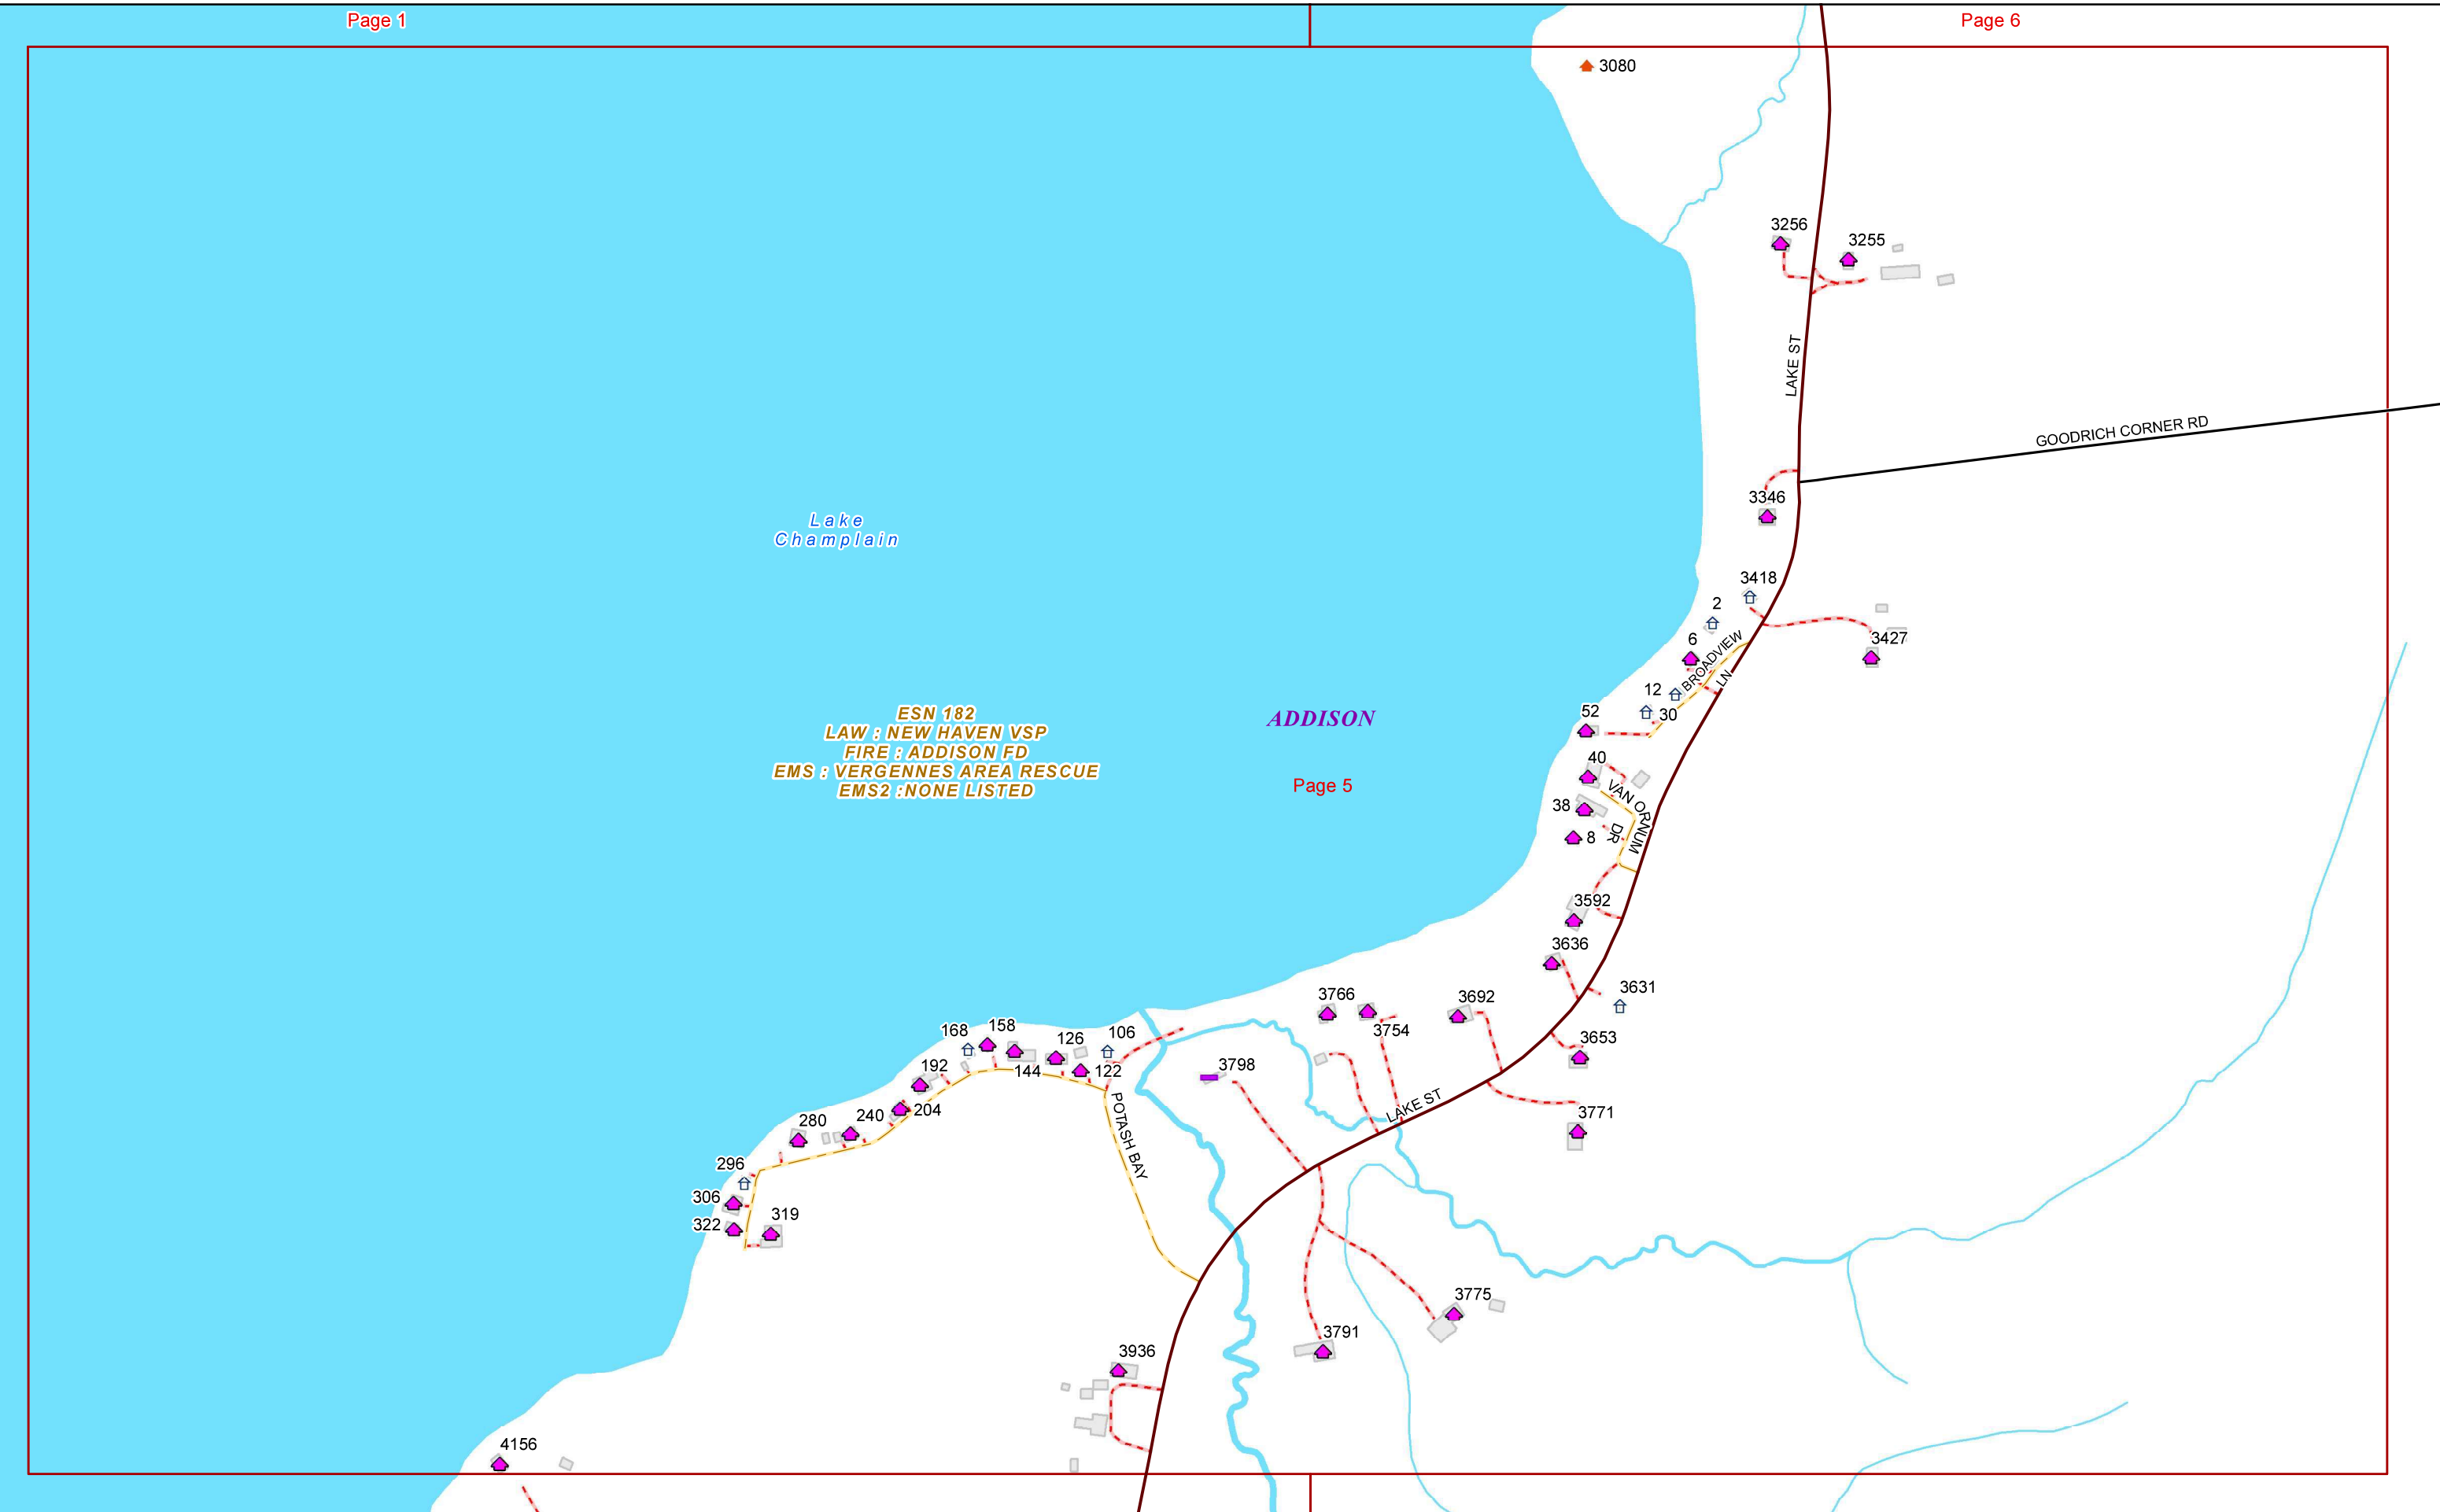 Page 1
Page 6
3080
3256
3255
LAKE ST
GOODRICH CORNER RD
3346
Lake
Champlain
3418
2
6
3427
BROADVIEW
LN
12
30
52
ESN 182
LAW : NEW HAVEN VSP
FIRE : ADDISON FD
EMS : VERGENNES AREA RESCUE
EMS2 :NONE LISTED
ADDISON
Page 5
40
VAN ORNUM
DR
38
8
3592
3636
3631
3766
3754
3692
3653
168
158
126
106
144
122
192
3798
LAKE ST
204
240
280
POTASH BAY
3771
296
306
322
319
3775
3791
3936
4156